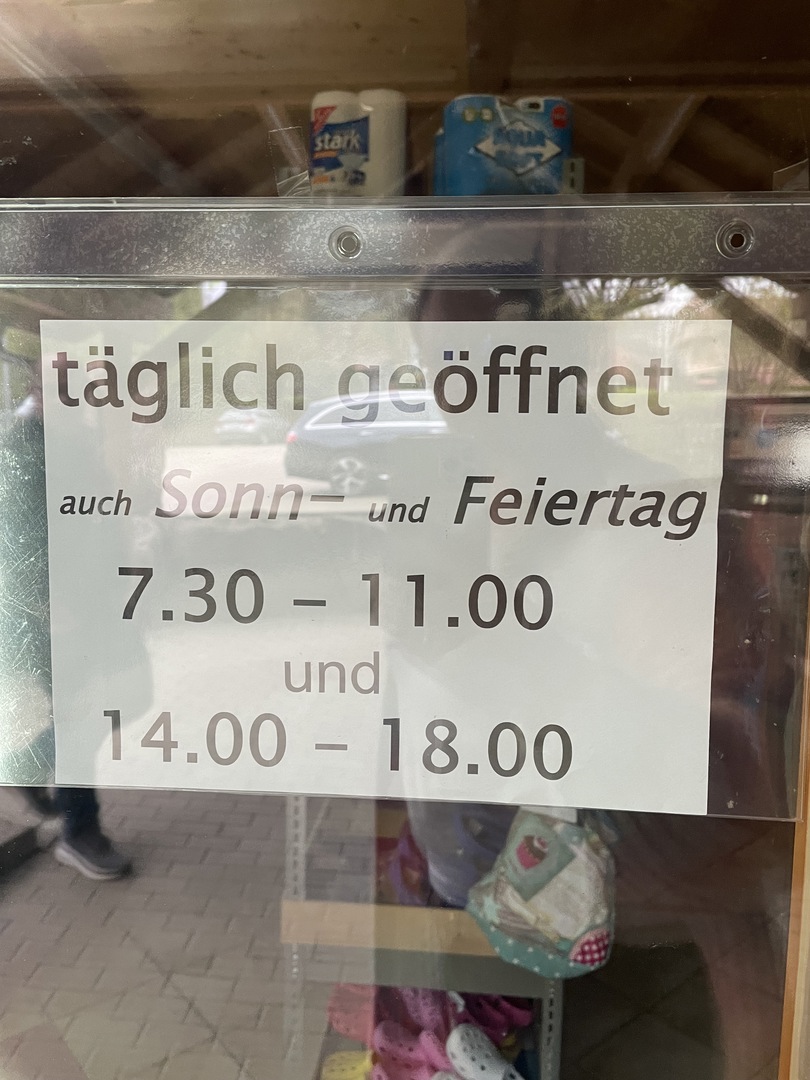 stark
täglich geöffnet
auch Sonn- und Feiertag
7.30 – 11.00
und
14.00 – 18.00